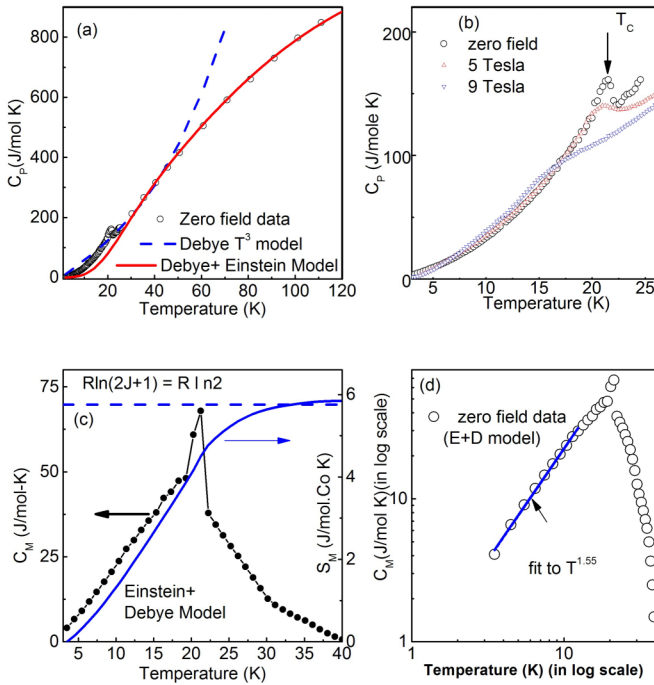 (a)
800
600
400
200
0
C_P(J/mol K)
Zero field data
Debye T^3 model
Debye+ Einstein Model
20 40 60 80 100 120
Temperature (K)
(b)
T_C
zero field
5 Tesla
9 Tesla
200
100
0
C_P (J/mole K)
5 10 15 20 25
Temperature (K)
Rln(2J+1) = R l n2
(c)
75
50
25
0
C_M (J/mol-K)
6
4
2
0
S_M (J/mol.Co K)
Einstein+
Debye Model
5 10 15 20 25 30 35 40
Temperature (K)
(d)
zero field data
(E+D model)
10
1
C_M(J/mol K)(in log scale)
fit to T^1.55
1 10
Temperature (K) (in log scale)